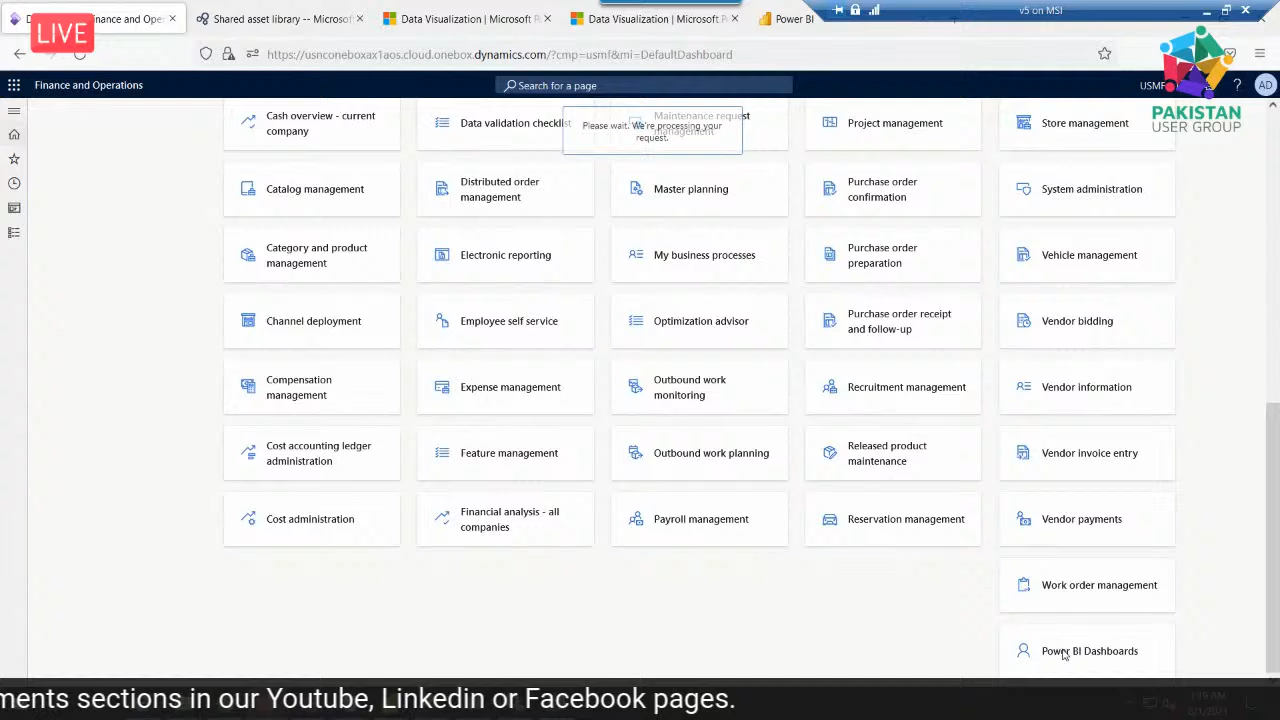 LIVE
Finance and Oper
Shared asset library -- Microsoft
Data Visualization | Microsoft P
Data Visualization | Microsoft P
Power BI
v5 on MSI
https://usnconeboxax1aos.cloud.onebox.dynamics.com/?cmp=usmf&mi=DefaultDashboard
Finance and Operations
Search for a page
USMF
?
AD
PAKISTAN
USER GROUP
Please wait. We're processing your
request.
Cash overview - current
company
Data validation checklist
Maintenance request
management
Project management
Store management
Catalog management
Distributed order
management
Master planning
Purchase order
confirmation
System administration
Category and product
management
Electronic reporting
My business processes
Purchase order
preparation
Vehicle management
Channel deployment
Employee self service
Optimization advisor
Purchase order receipt
and follow-up
Vendor bidding
Compensation
management
Expense management
Outbound work
monitoring
Recruitment management
Vendor information
Cost accounting ledger
administration
Feature management
Outbound work planning
Released product
maintenance
Vendor invoice entry
Cost administration
Financial analysis - all
companies
Payroll management
Reservation management
Vendor payments
Work order management
Power BI Dashboards
ments sections in our Youtube, Linkedin or Facebook pages.